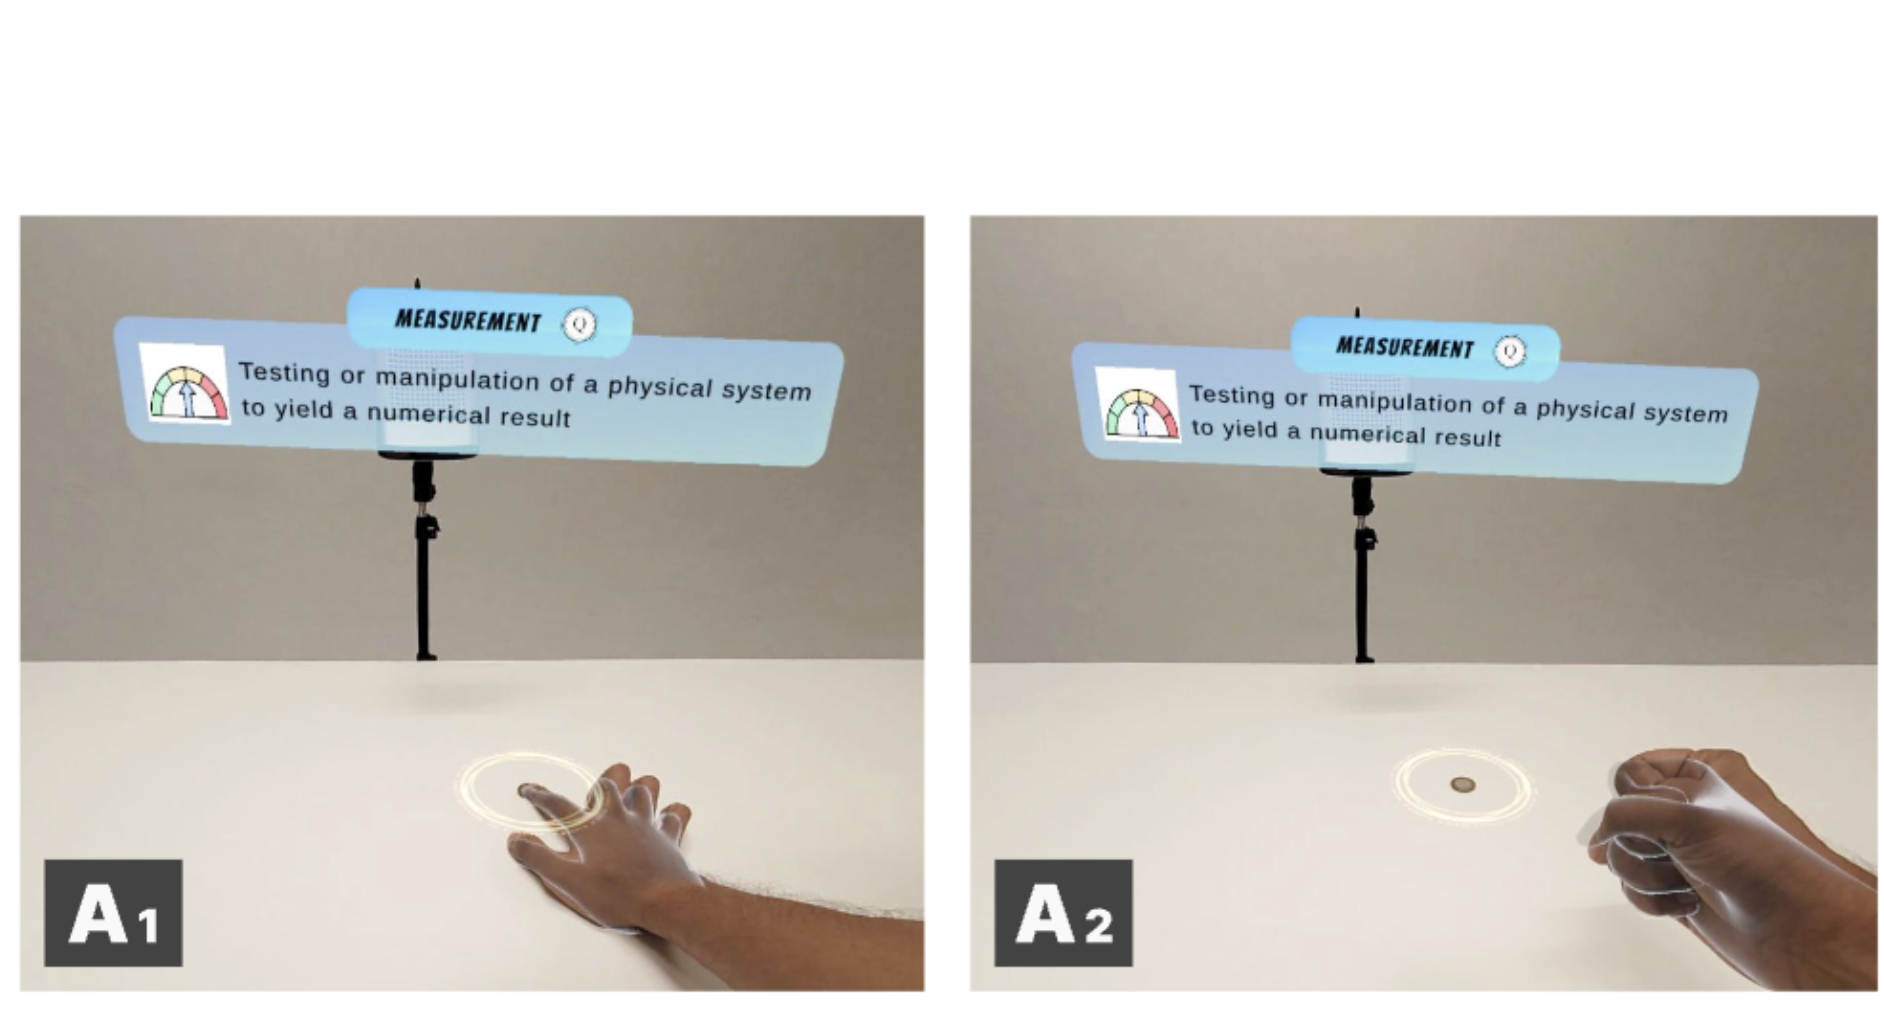 MEASUREMENT Q
Testing or manipulation of a physical system
to yield a numerical result
A1
MEASUREMENT Q
Testing or manipulation of a physical system
to yield a numerical result
A2